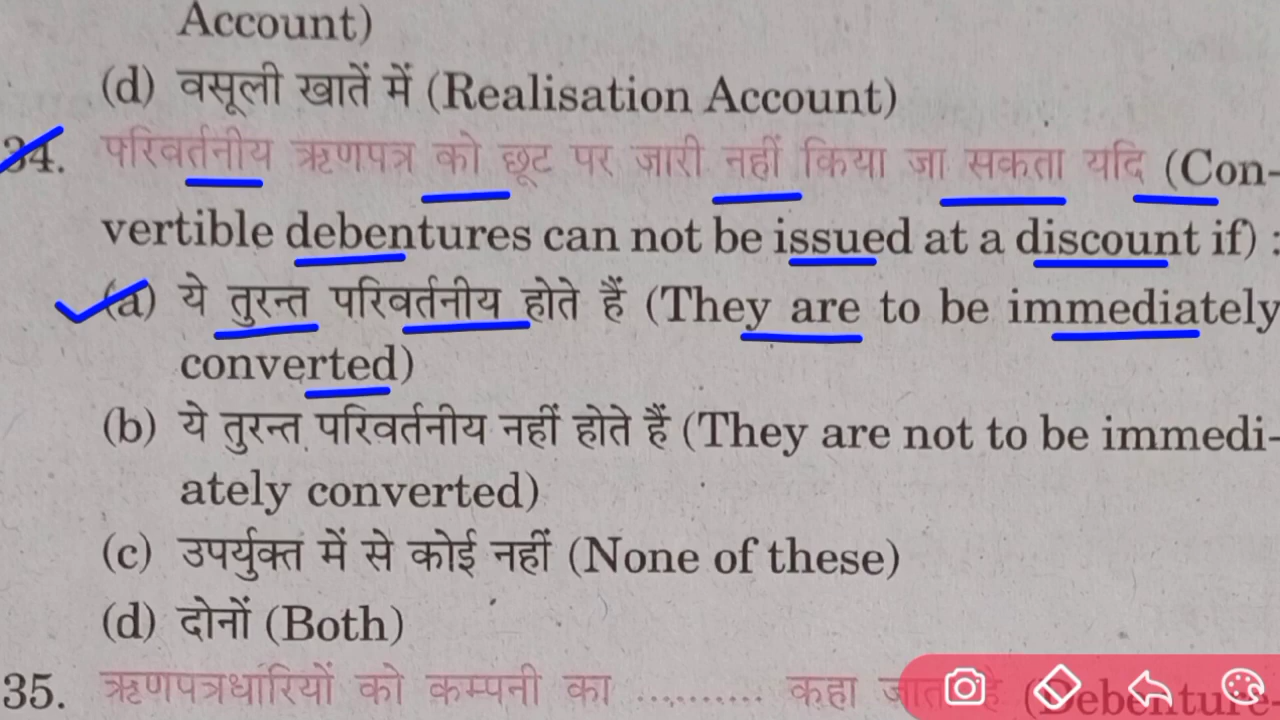 Account)
(d) वसूली खातें में (Realisation Account)
34. परिवर्तनीय ऋणपत्र को छूट पर जारी नहीं किया जा सकता यदि (Con-
vertible debentures can not be issued at a discount if) :
(a) ये तुरन्त परिवर्तनीय होते हैं (They are to be immediately
converted)
(b) ये तुरन्त परिवर्तनीय नहीं होते हैं (They are not to be immedi-
ately converted)
(c) उपर्युक्त में से कोई नहीं (None of these)
(d) दोनों (Both)
35. ऋणपत्रधारियों को कम्पनी का ............ कहा जाता है (Debenture-